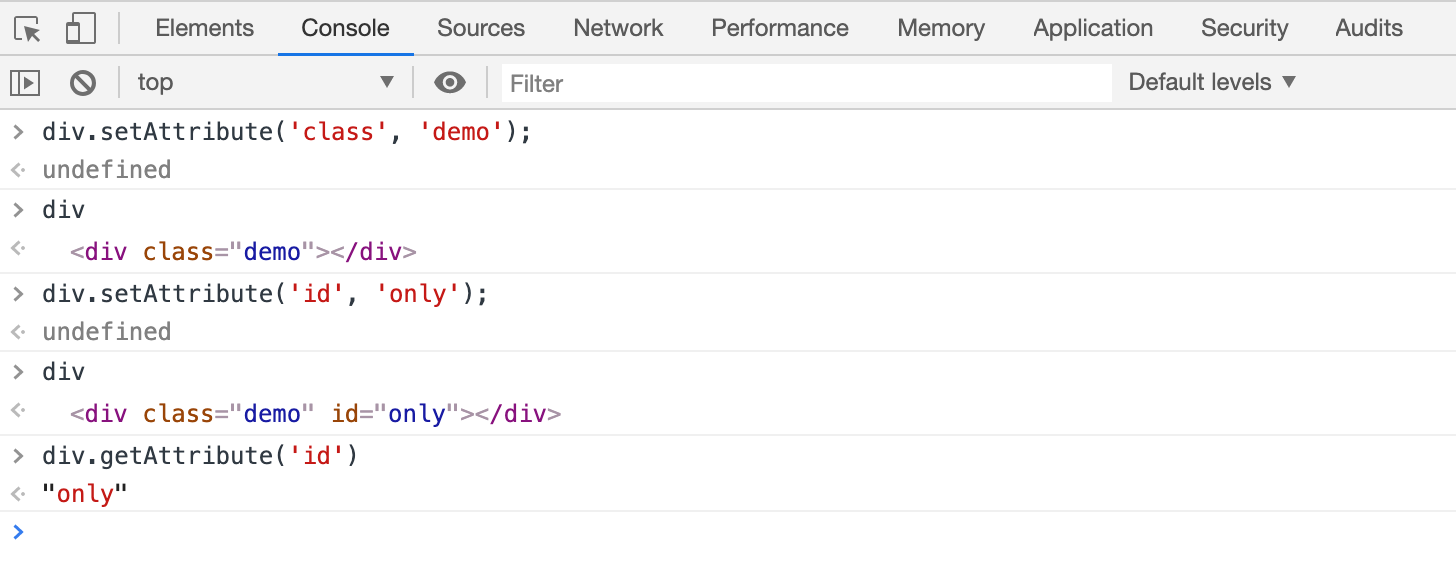 Elements Console Sources Network Performance Memory Application Security Audits
top Filter Default levels
div.setAttribute('class', 'demo');
undefined
div
<div class="demo"></div>
div.setAttribute('id', 'only');
undefined
div
<div class="demo" id="only"></div>
div.getAttribute('id')
"only"